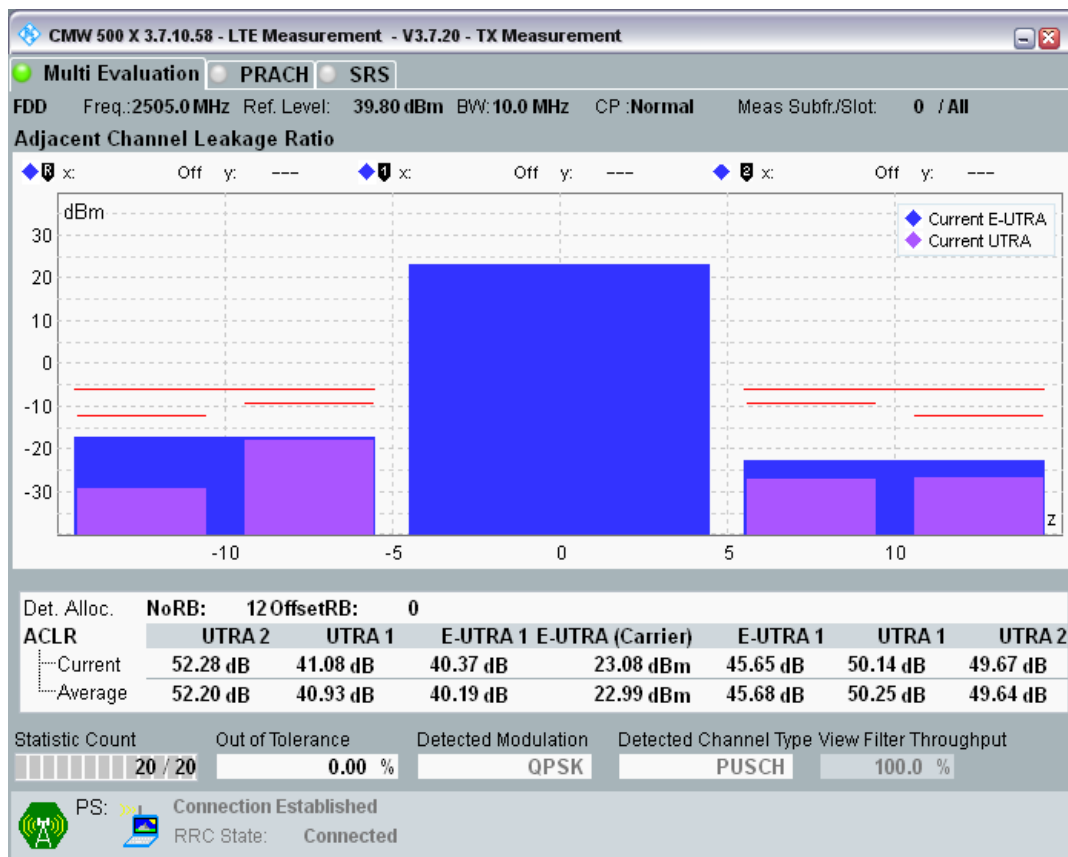 CMW 500 X 3.7.10.58 - LTE Measurement - V3.7.20 - TX Measurement
Multi Evaluation PRACH SRS
FDD Freq.:2505.0 MHz Ref. Level: 39.80 dBm BW: 10.0 MHz CP :Normal Meas Subfr./Slot: 0 / All
Adjacent Channel Leakage Ratio
R x: Off y: --- 1 x: Off y: --- 2 x: Off y: ---
dBm
Current E-UTRA
Current UTRA
30
20
10
0
-10
-20
-30
z
-10 -5 0 5 10
Det. Alloc. NoRB: 12 OffsetRB: 0
ACLR UTRA 2 UTRA 1 E-UTRA 1 E-UTRA (Carrier) E-UTRA 1 UTRA 1 UTRA 2
Current 52.28 dB 41.08 dB 40.37 dB 23.08 dBm 45.65 dB 50.14 dB 49.67 dB
Average 52.20 dB 40.93 dB 40.19 dB 22.99 dBm 45.68 dB 50.25 dB 49.64 dB
Statistic Count Out of Tolerance Detected Modulation Detected Channel Type View Filter Throughput
20 / 20 0.00 % QPSK PUSCH 100.0 %
PS: Connection Established
RRC State: Connected